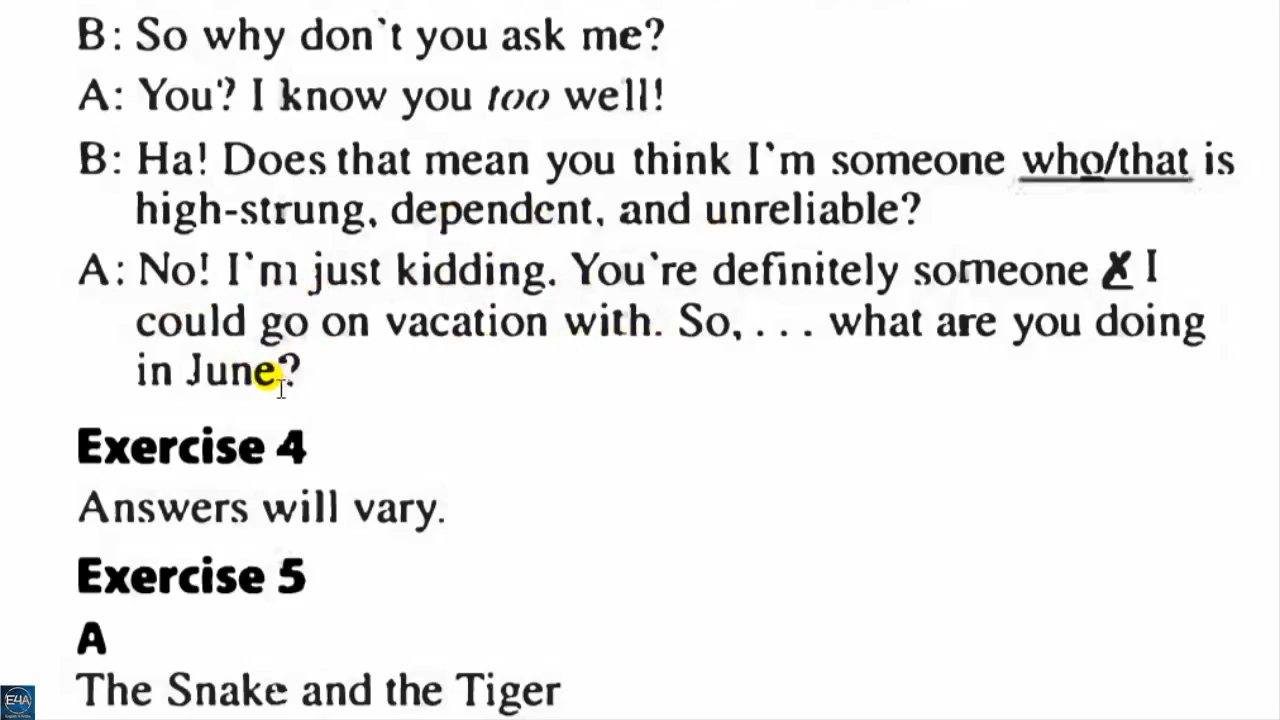 B: So why don't you ask me?
A: You? I know you too well!
B: Ha! Does that mean you think I'm someone who/that is
high-strung, dependent, and unreliable?
A: No! I'm just kidding. You're definitely someone X I
could go on vacation with. So, . . . what are you doing
in June?
Exercise 4
Answers will vary.
Exercise 5
A
The Snake and the Tiger
E4A